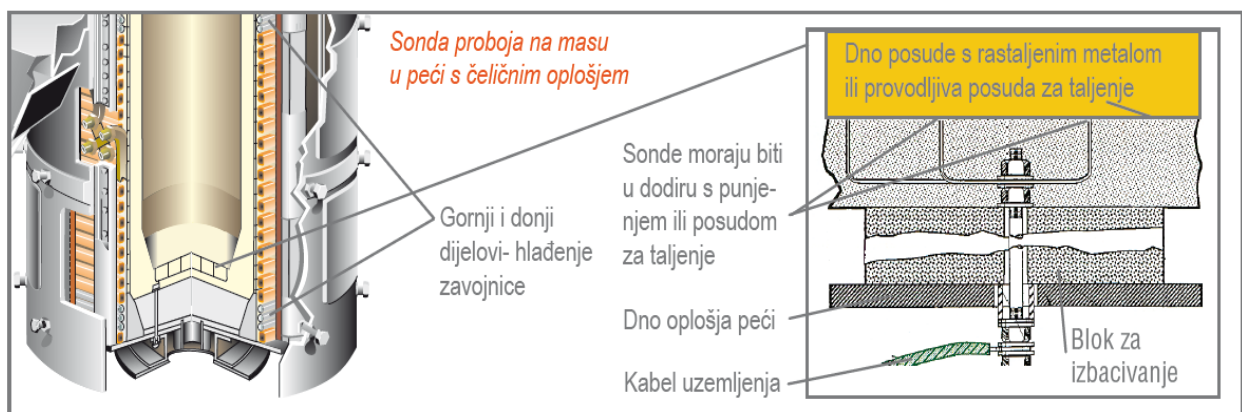 Sonda proboja na masu
u peći s čeličnim oplošjem
Gornji i donji
dijelovi- hlađenje
zavojnice
Dno posude s rastaljenim metalom
ili provodljiva posuda za taljenje
Sonde moraju biti
u dodiru s punje-
njem ili posudom
za taljenje
Dno oplošja peći
Kabel uzemljenja
Blok za
izbacivanje